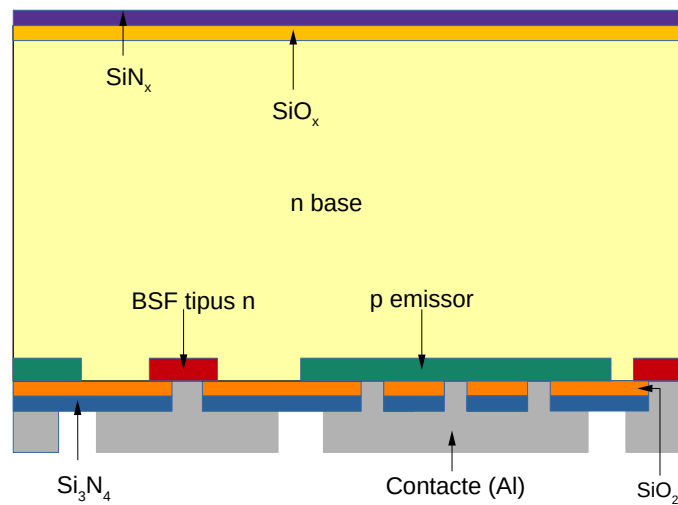 SiNₓ
SiOₓ
n base
BSF tipus n
p emissor
Si₃N₄
Contacte (Al)
SiO₂